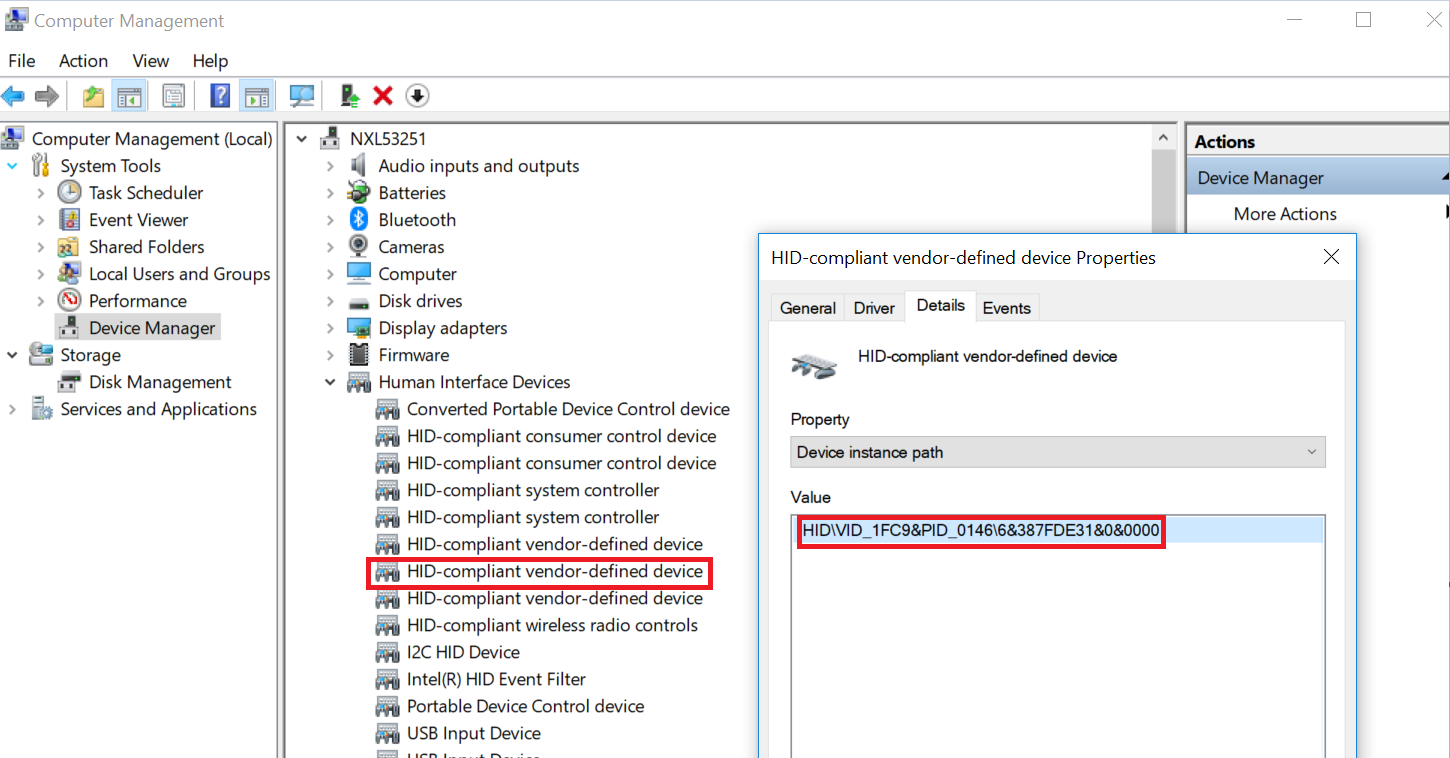 Computer Management
File Action View Help
Computer Management (Local)
System Tools
Task Scheduler
Event Viewer
Shared Folders
Local Users and Groups
Performance
Device Manager
Storage
Disk Management
Services and Applications
NXL53251
Audio inputs and outputs
Batteries
Bluetooth
Cameras
Computer
Disk drives
Display adapters
Firmware
Human Interface Devices
Converted Portable Device Control device
HID-compliant consumer control device
HID-compliant consumer control device
HID-compliant system controller
HID-compliant system controller
HID-compliant vendor-defined device
HID-compliant vendor-defined device
HID-compliant vendor-defined device
HID-compliant wireless radio controls
I2C HID Device
Intel(R) HID Event Filter
Portable Device Control device
USB Input Device
Actions
Device Manager
More Actions
HID-compliant vendor-defined device Properties
General Driver Details Events
HID-compliant vendor-defined device
Property
Device instance path
Value
HID\VID_1FC9&PID_0146\6&387FDE31&0&0000